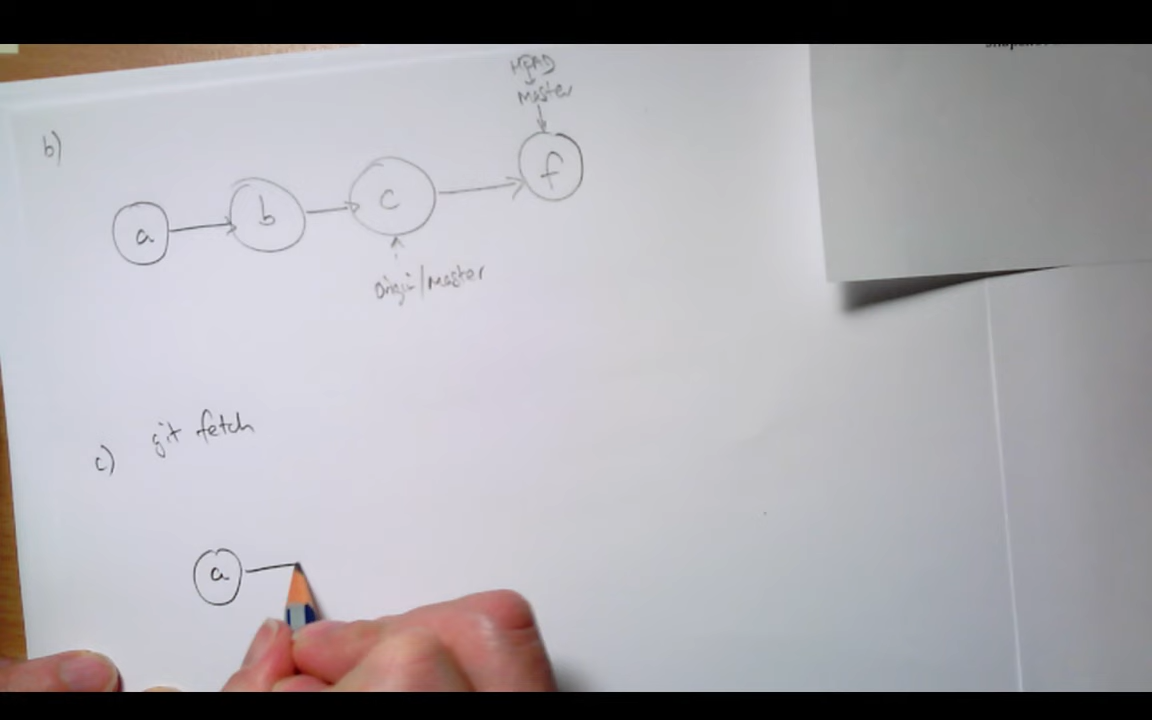 HEAD
master
b)
f
c
b
a
origin/master
c) git fetch
a